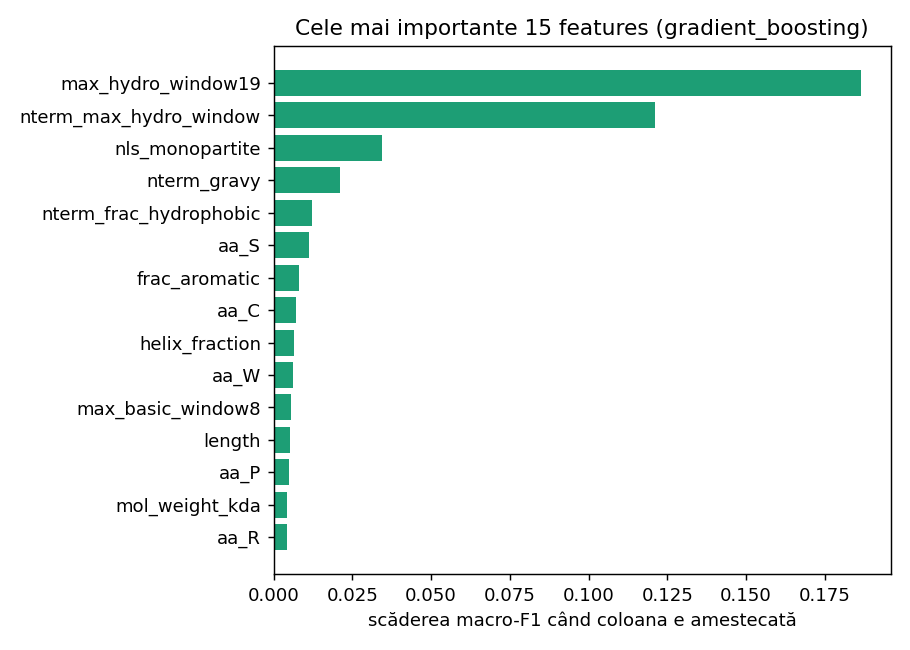 Cele mai importante 15 features (gradient_boosting)
max_hydro_window19
nterm_max_hydro_window
nls_monopartite
nterm_gravy
nterm_frac_hydrophobic
aa_S
frac_aromatic
aa_C
helix_fraction
aa_W
max_basic_window8
length
aa_P
mol_weight_kda
aa_R
0.000 0.025 0.050 0.075 0.100 0.125 0.150 0.175
scăderea macro-F1 când coloana e amestecată